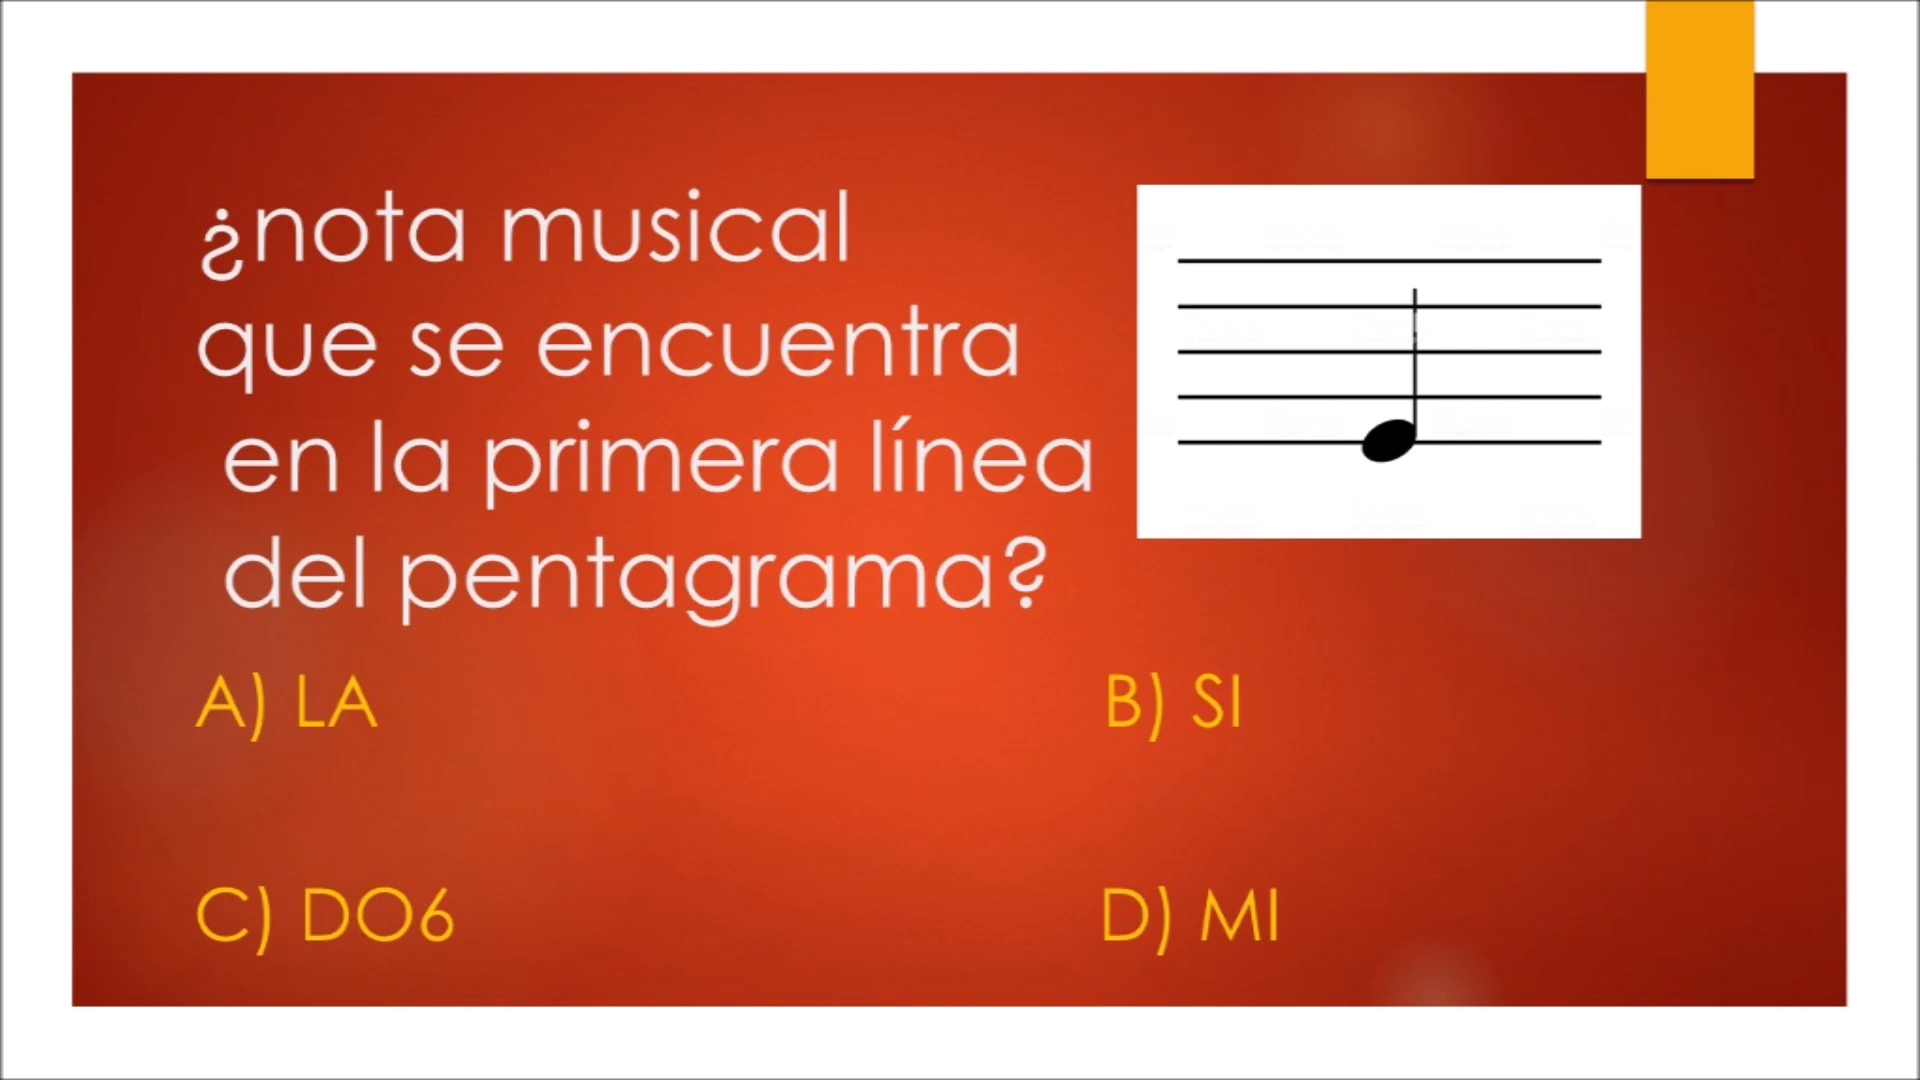 ¿nota musical
que se encuentra
en la primera línea
del pentagrama?
A) LA
B) SI
C) DO6
D) MI